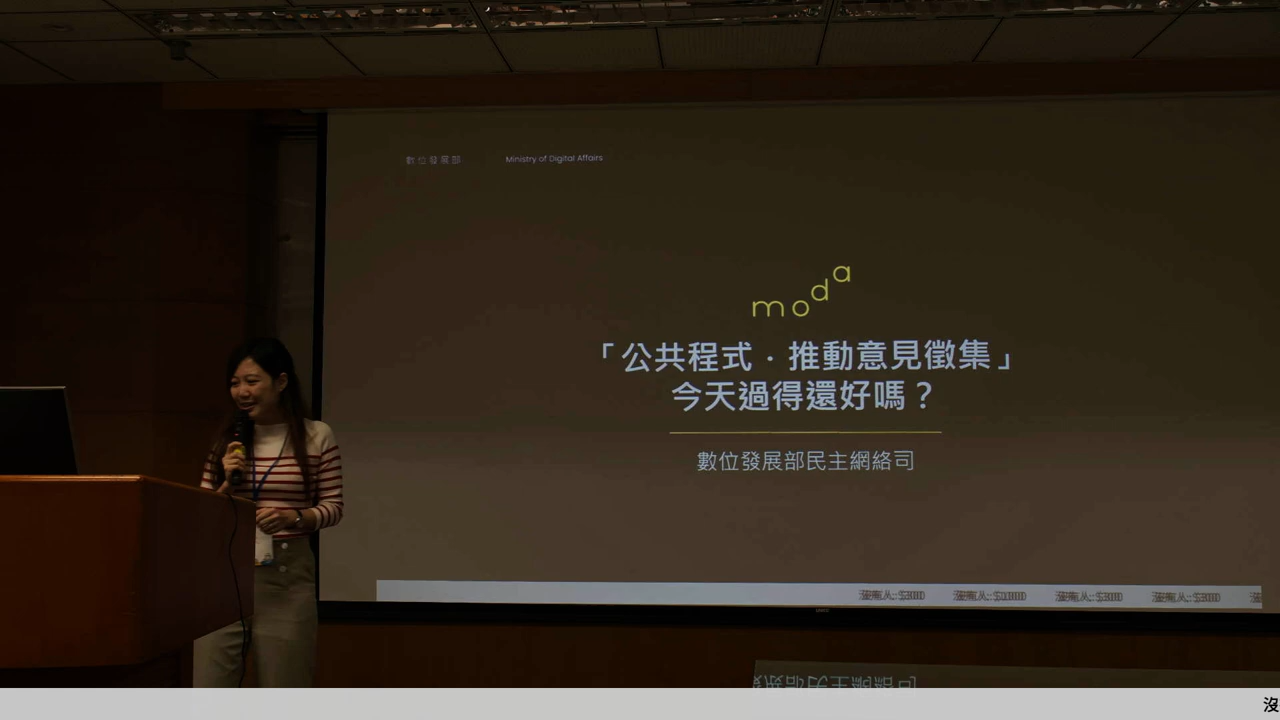 數位發展部 Ministry of Digital Affairs
moda
「公共程式．推動意見徵集」
今天過得還好嗎？
數位發展部民主網絡司
沒